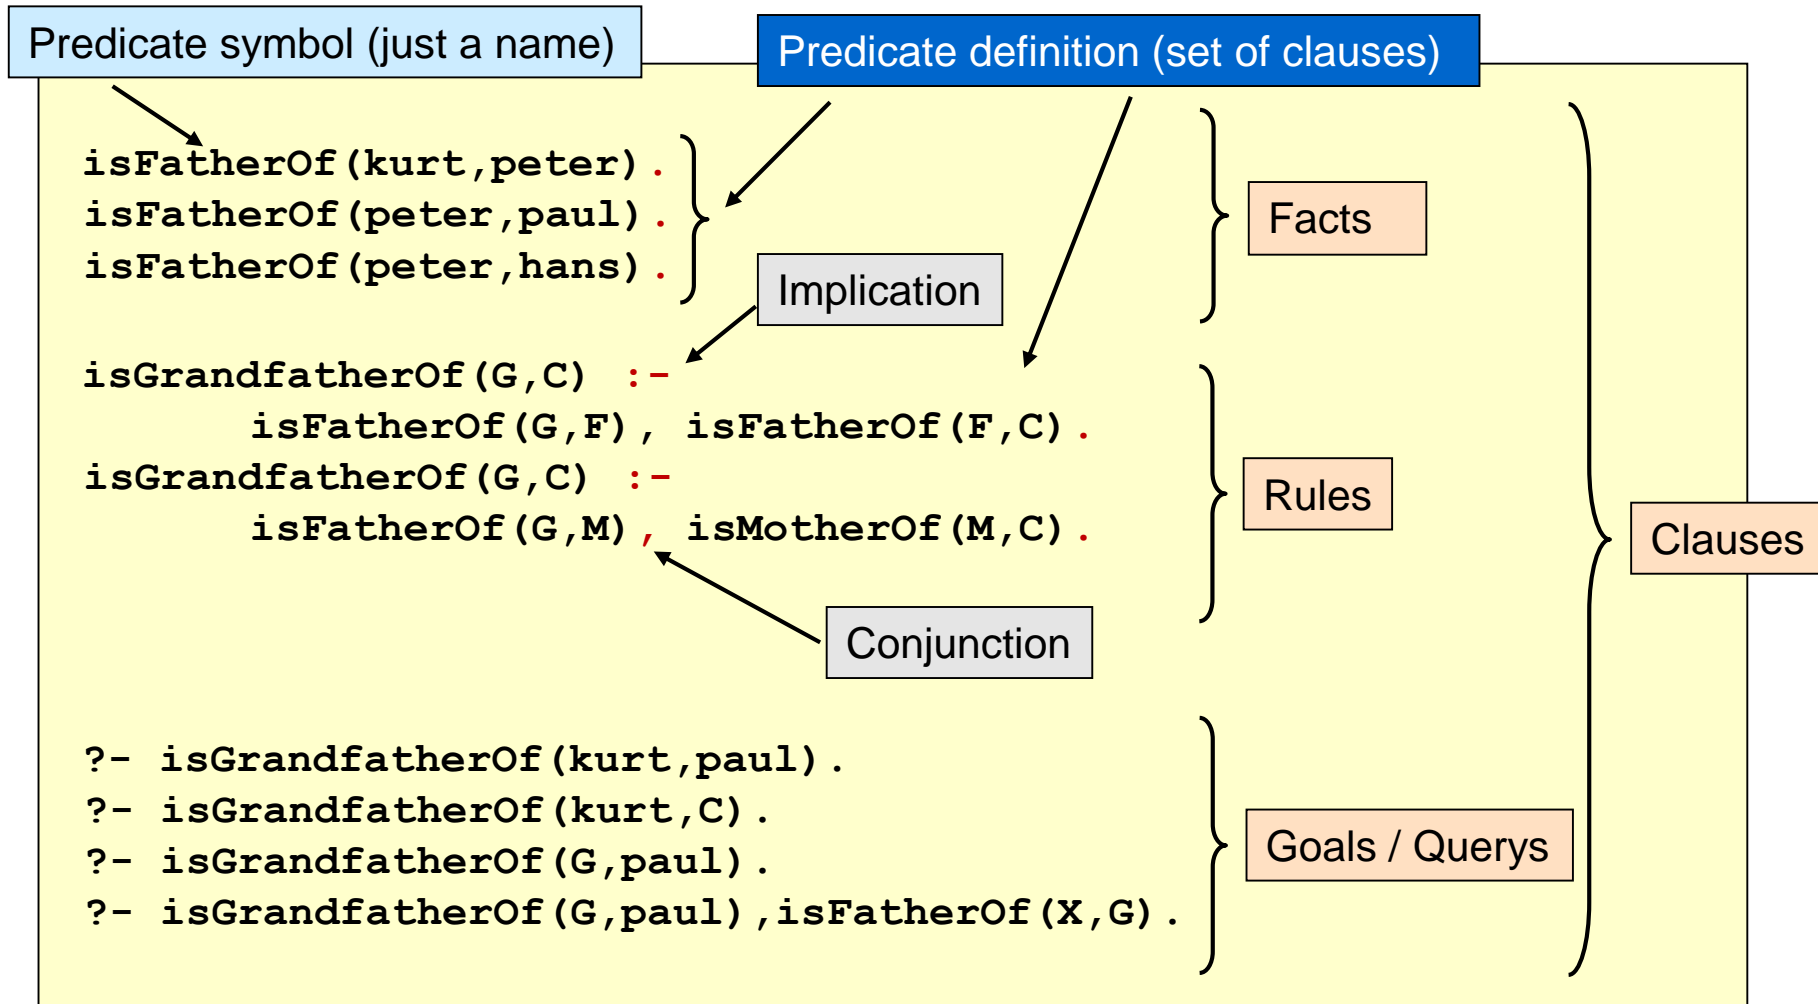 Predicate symbol (just a name)
Predicate definition (set of clauses)
isFatherOf(kurt,peter).
isFatherOf(peter,paul).
isFatherOf(peter,hans).
Facts
Implication
isGrandfatherOf(G,C) :-
isFatherOf(G,F), isFatherOf(F,C).
isGrandfatherOf(G,C) :-
isFatherOf(G,M), isMotherOf(M,C).
Rules
Clauses
Conjunction
?- isGrandfatherOf(kurt,paul).
?- isGrandfatherOf(kurt,C).
?- isGrandfatherOf(G,paul).
?- isGrandfatherOf(G,paul),isFatherOf(X,G).
Goals / Querys